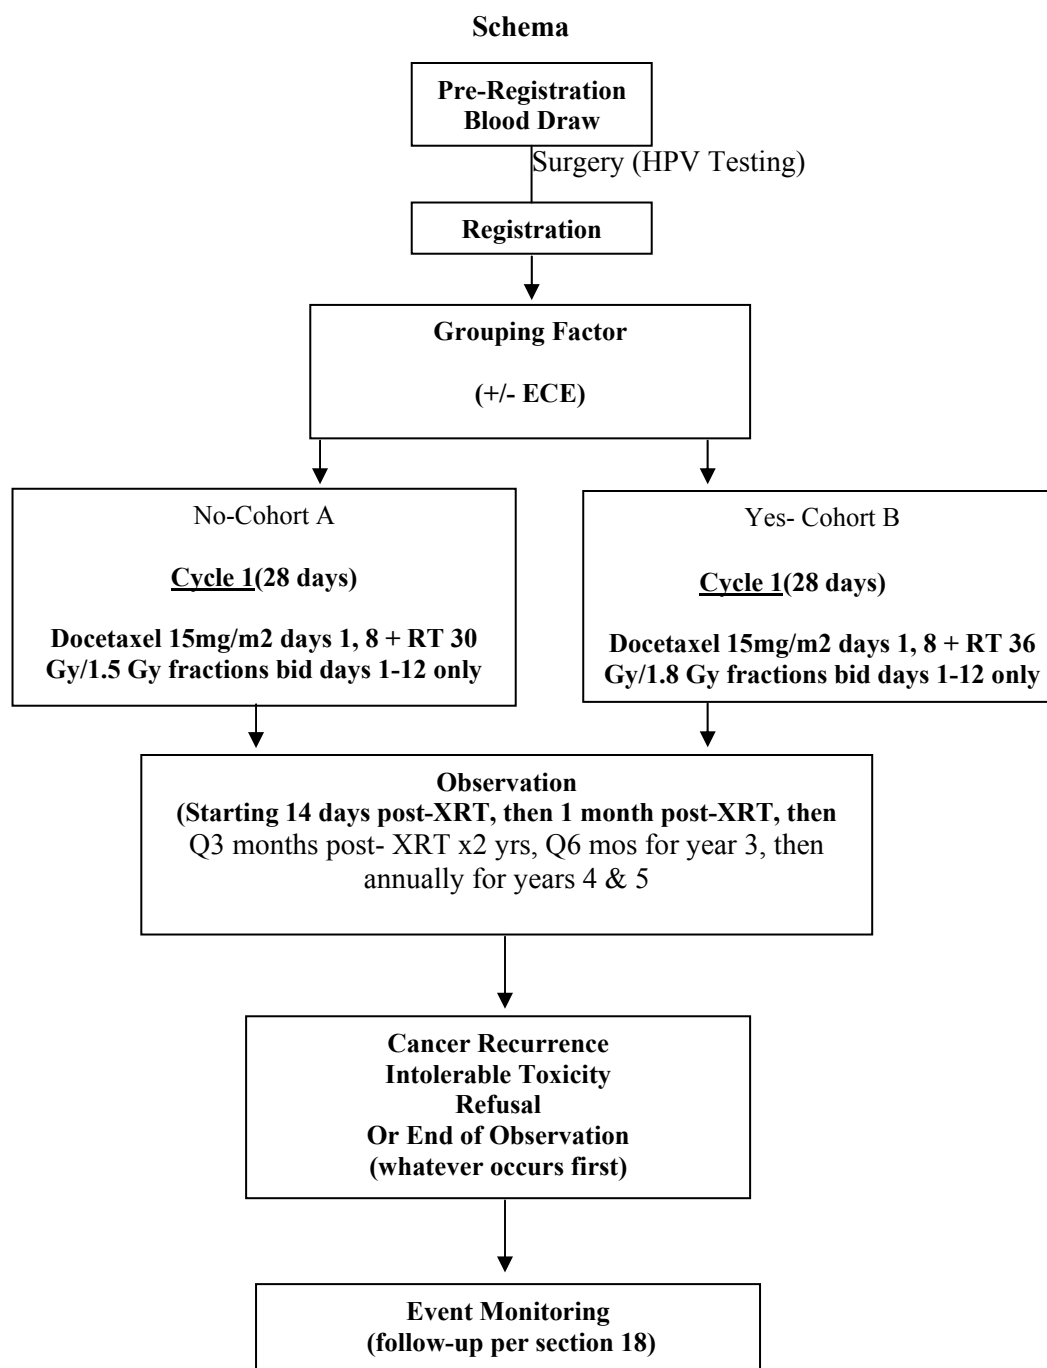 Schema
Pre-Registration
Blood Draw
Surgery (HPV Testing)
Registration
Grouping Factor
(+/- ECE)
No-Cohort A
Cycle 1(28 days)
Docetaxel 15mg/m2 days 1, 8 + RT 30
Gy/1.5 Gy fractions bid days 1-12 only
Yes- Cohort B
Cycle 1(28 days)
Docetaxel 15mg/m2 days 1, 8 + RT 36
Gy/1.8 Gy fractions bid days 1-12 only
Observation
(Starting 14 days post-XRT, then 1 month post-XRT, then
Q3 months post- XRT x2 yrs, Q6 mos for year 3, then
annually for years 4 & 5
Cancer Recurrence
Intolerable Toxicity
Refusal
Or End of Observation
(whatever occurs first)
Event Monitoring
(follow-up per section 18)